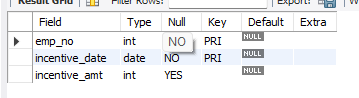 Result Grid Filter Rows: Export:
Field Type Null Key Default Extra
emp_no int NO PRI NULL
incentive_date date NO PRI NULL
incentive_amt int YES NULL